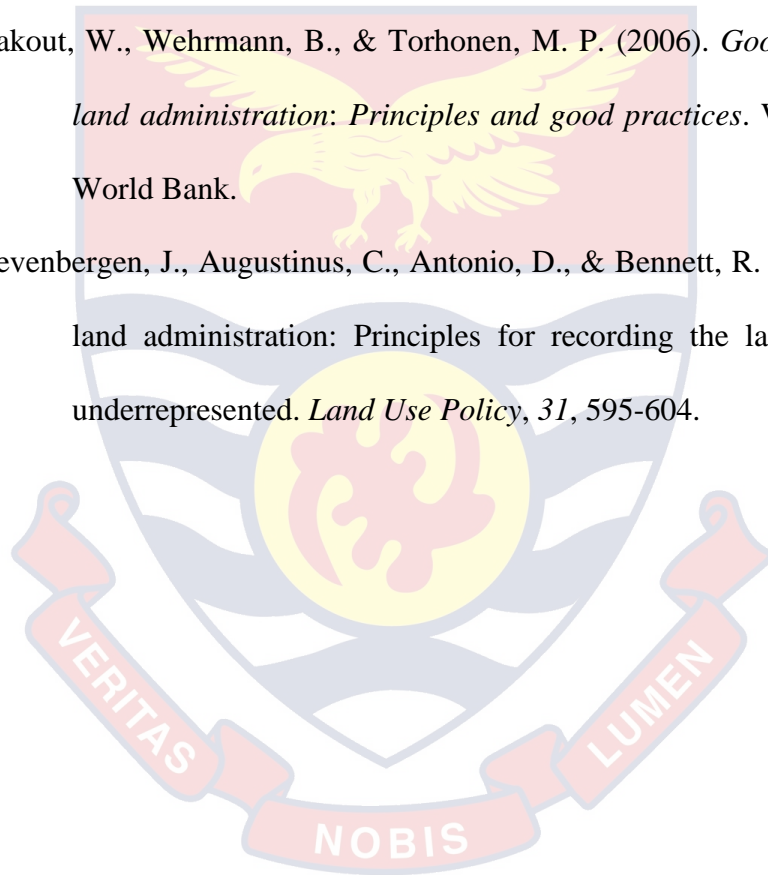 akout, W., Wehrmann, B., & Torhonen, M. P. (2006). Goo
land administration: Principles and good practices. V
World Bank.
evenbergen, J., Augustinus, C., Antonio, D., & Bennett, R.
land administration: Principles for recording the la
underrepresented. Land Use Policy, 31, 595-604.
VERITAS
NOBIS
LUMEN